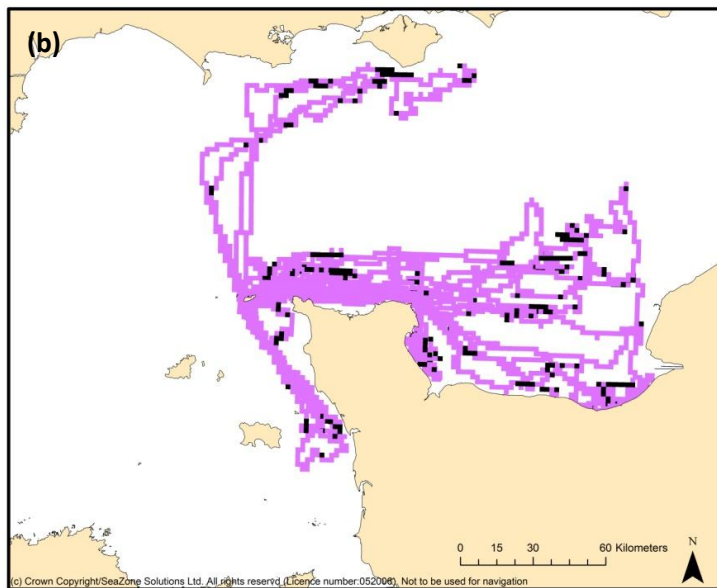 (b)
N
0 15 30 60 Kilometers
(c) Crown Copyright/SeaZone Solutions Ltd. All rights reservd (Licence number:052006). Not to be used for navigation